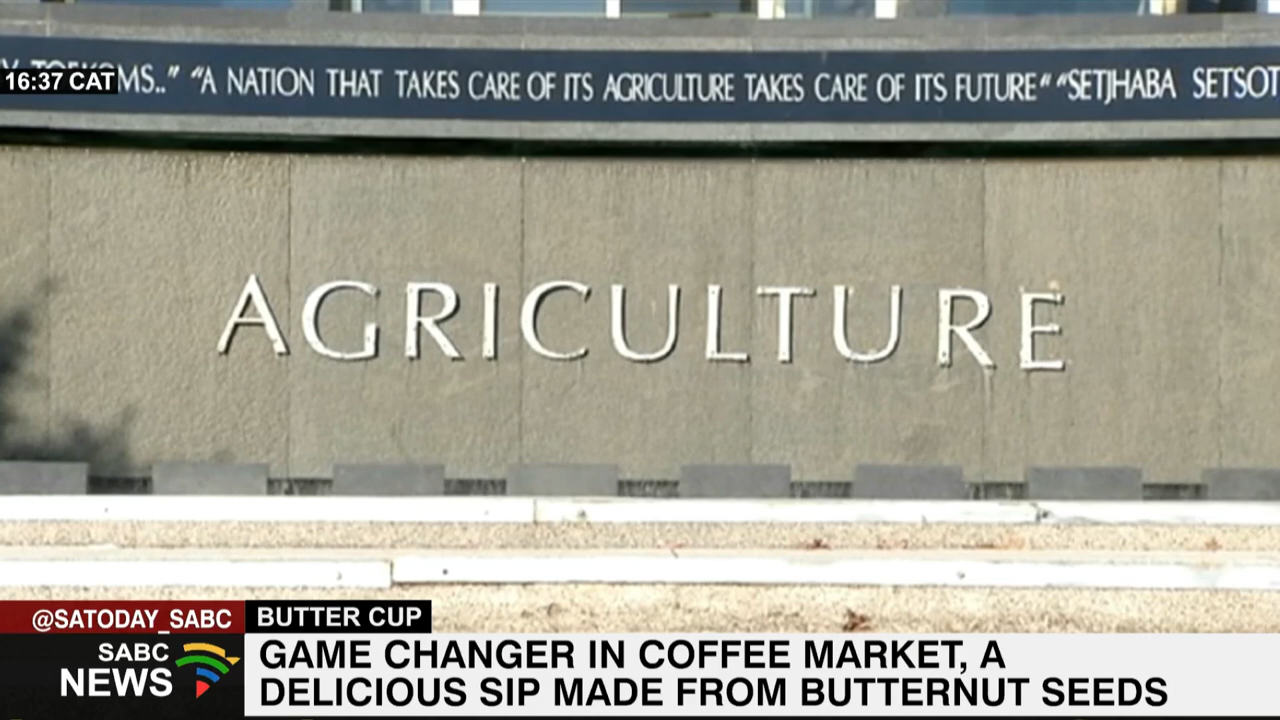 MS.." "A NATION THAT TAKES CARE OF ITS AGRICULTURE TAKES CARE OF ITS FUTURE" "SETJHABA SETSOT
16:37 CAT
AGRICULTURE
@SATODAY_SABC
BUTTER CUP
SABC
NEWS
GAME CHANGER IN COFFEE MARKET, A
DELICIOUS SIP MADE FROM BUTTERNUT SEEDS